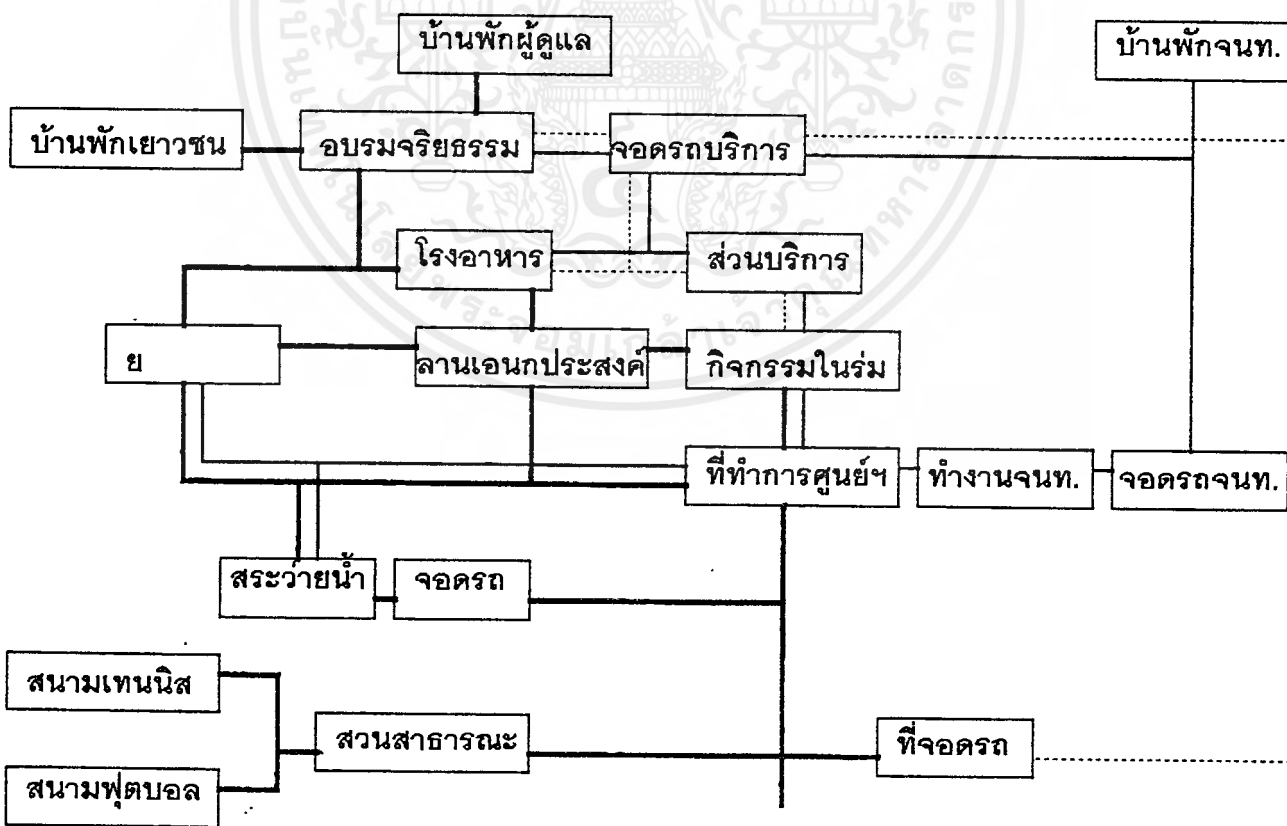 บ้านพักผู้ดูแล
บ้านพักจนท.
บ้านพักเยาวชน
อบรมจริยธรรม
จอดรถบริการ
โรงอาหาร
ส่วนบริการ
ย
ลานเอนกประสงค์
กิจกรรมในร่ม
ที่ทำการศูนย์ฯ
ทำงานจนท.
จอดรถจนท.
สระว่ายน้ำ
จอดรถ
สนามเทนนิส
สวนสาธารณะ
ที่จอดรถ
สนามฟุตบอล